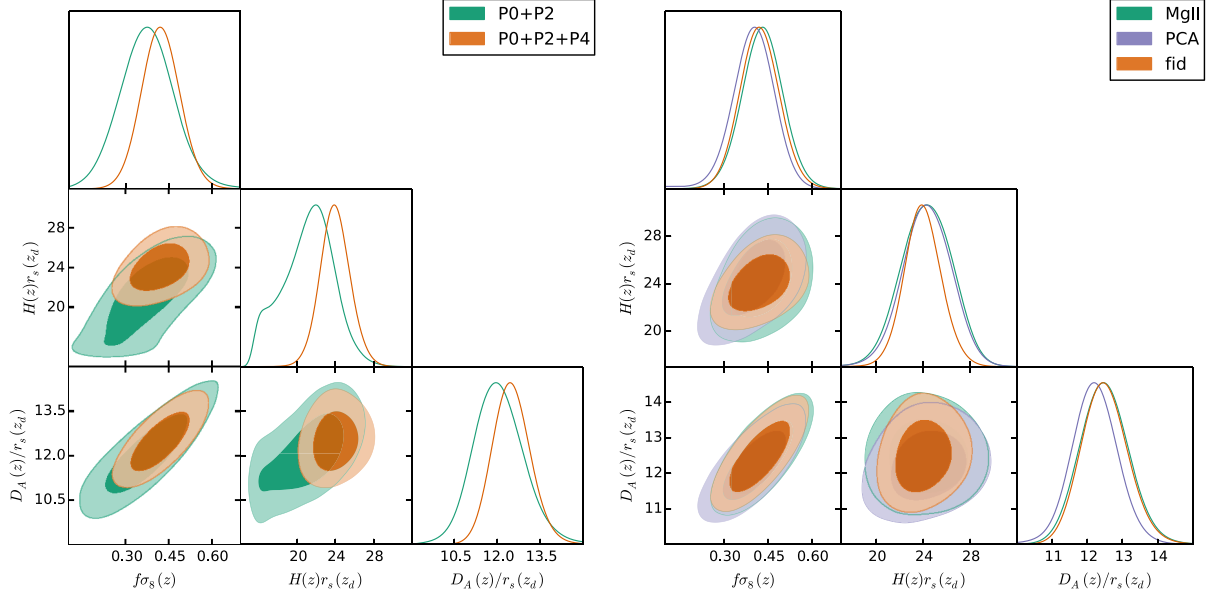 P0+P2
P0+P2+P4
28
24
20
H(z)r_s(z_d)
13.5
12.0
10.5
D_A(z)/r_s(z_d)
0.30 0.45 0.60
20 24 28
10.5 12.0 13.5
fσ_8(z)
H(z)r_s(z_d)
D_A(z)/r_s(z_d)
MgII
PCA
fid
28
24
20
H(z)r_s(z_d)
14
13
12
11
D_A(z)/r_s(z_d)
0.30 0.45 0.60
20 24 28
11 12 13 14
fσ_8(z)
H(z)r_s(z_d)
D_A(z)/r_s(z_d)